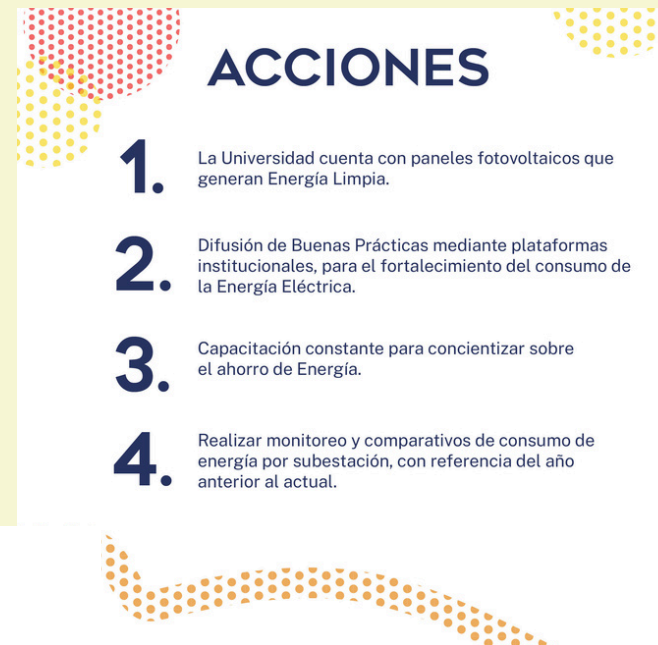 ACCIONES
1.
La Universidad cuenta con paneles fotovoltaicos que
generan Energía Limpia.
2.
Difusión de Buenas Prácticas mediante plataformas
institucionales, para el fortalecimiento del consumo de
la Energía Eléctrica.
3.
Capacitación constante para concientizar sobre
el ahorro de Energía.
4.
Realizar monitoreo y comparativos de consumo de
energía por subestación, con referencia del año
anterior al actual.